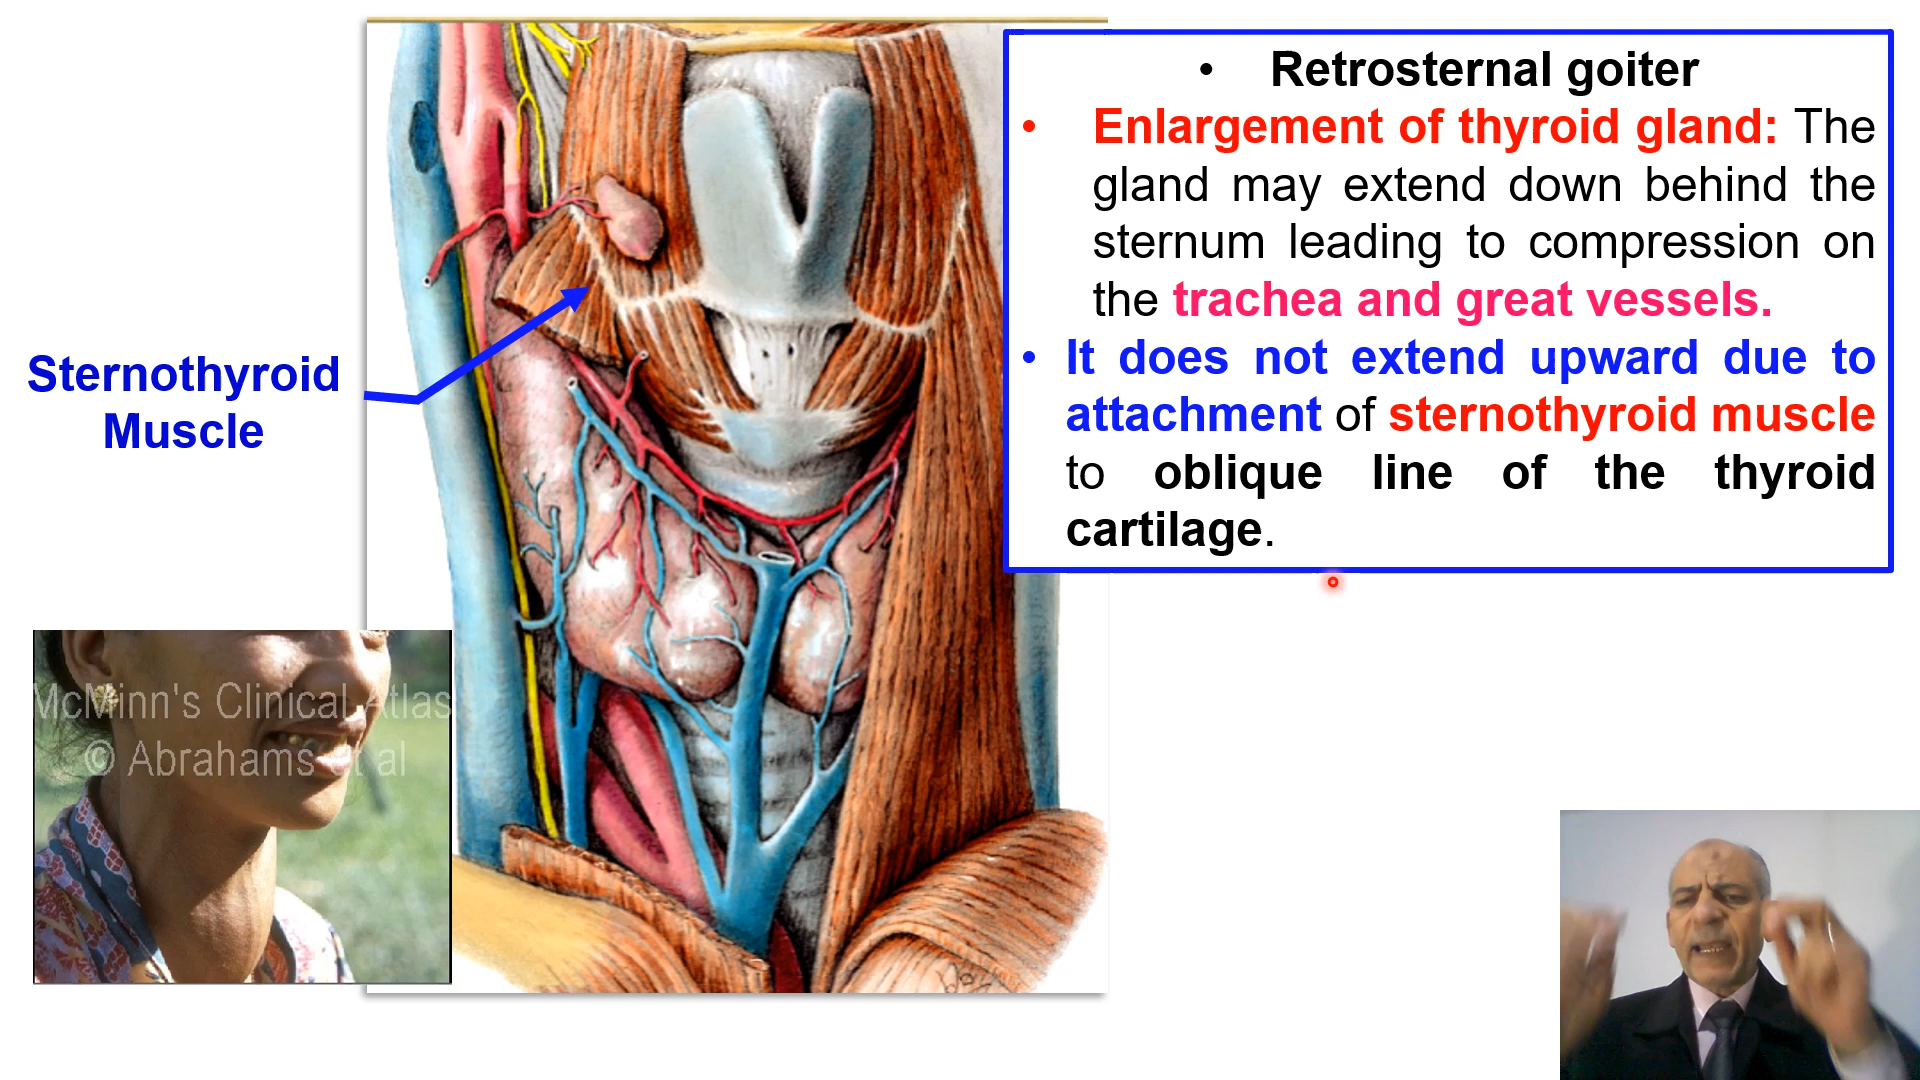 • Retrosternal goiter
• Enlargement of thyroid gland: The
gland may extend down behind the
sternum leading to compression on
the trachea and great vessels.
• It does not extend upward due to
attachment of sternothyroid muscle
to oblique line of the thyroid
cartilage.
Sternothyroid
Muscle
McMinn's Clinical Atlas
© Abrahams et al